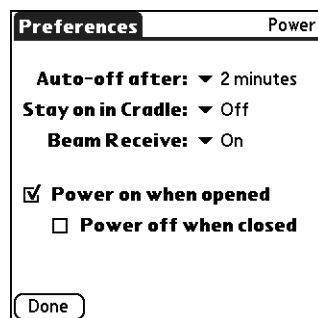 Preferences Power
Auto-off after: 2 minutes
Stay on in Cradle: Off
Beam Receive: On
Power on when opened
Power off when closed
Done